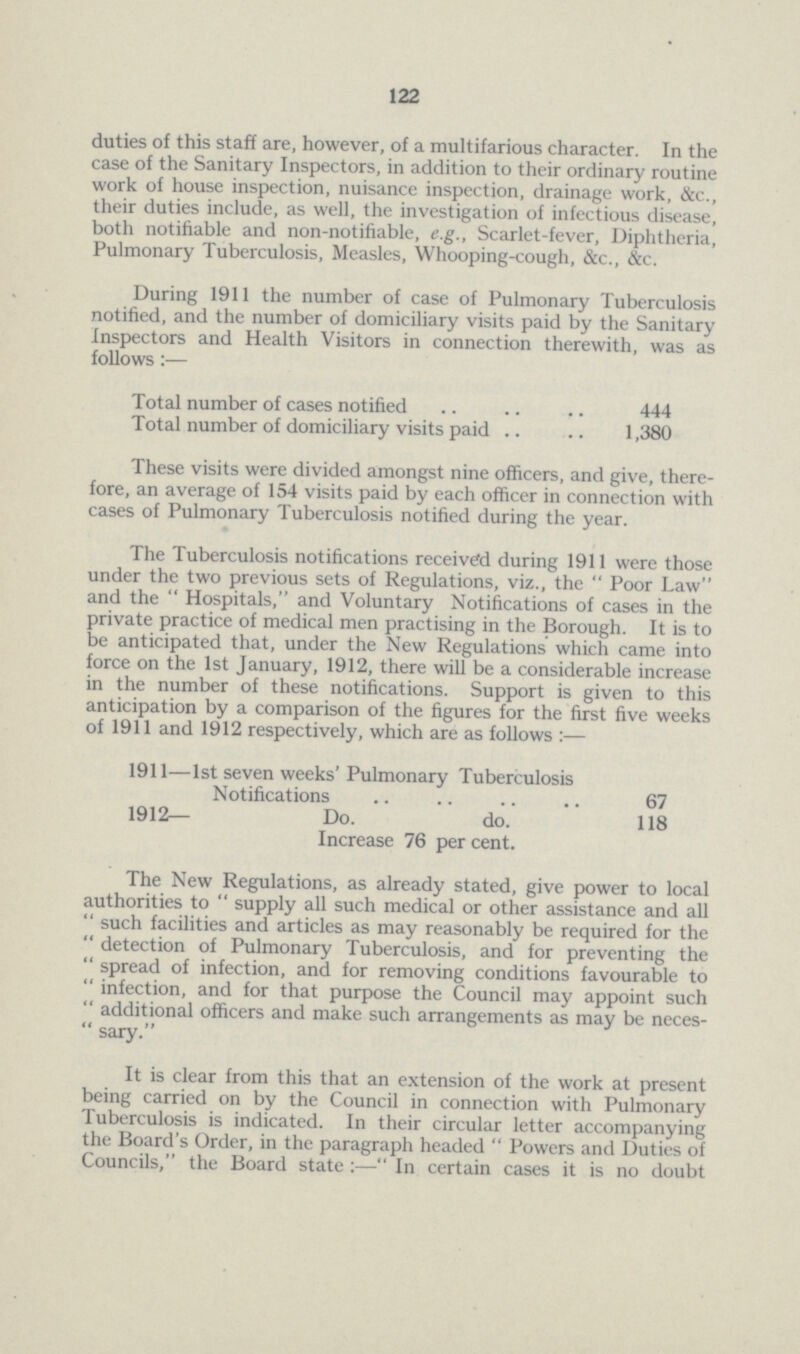 122
duties of this staff are, however, of a multifarious character. In the
case of the Sanitary Inspectors, in addition to their ordinary routine
work of house inspection, nuisance inspection, drainage work, &c.,
their duties include, as well, the investigation of infectious disease,
both notifiable and non-notifiable, e.g., Scarlet-fever, Diphtheria,
Pulmonary Tuberculosis, Measles, Whooping-cough, &c., &c.
During 1911 the number of case of Pulmonary Tuberculosis
notified, and the number of domiciliary visits paid by the Sanitary
Inspectors and Health Visitors in connection therewith, was as
follows :—
Total number of cases notified .. .. .. 444
Total number of domiciliary visits paid .. .. 1,380
These visits were divided amongst nine officers, and give, there-
fore, an average of 154 visits paid by each officer in connection with
cases of Pulmonary Tuberculosis notified during the year.
The Tuberculosis notifications received during 1911 were those
under the two previous sets of Regulations, viz., the " Poor Law"
and the " Hospitals," and Voluntary Notifications of cases in the
private practice of medical men practising in the Borough. It is to
be anticipated that, under the New Regulations which came into
force on the 1st January, 1912, there will be a considerable increase
in the number of these notifications. Support is given to this
anticipation by a comparison of the figures for the first five weeks
of 1911 and 1912 respectively, which are as follows :—
1911—1st seven weeks' Pulmonary Tuberculosis
Notifications .. .. .. .. 67
1912— Do. do. 118
Increase 76 per cent.
The New Regulations, as already stated, give power to local
authorities to " supply all such medical or other assistance and all
" such facilities and articles as may reasonably be required for the
" detection of Pulmonary Tuberculosis, and for preventing the
" spread of infection, and for removing conditions favourable to
" infection, and for that purpose the Council may appoint such
" additional officers and make such arrangements as may be neces-
" sary."
It is clear from this that an extension of the work at present
being carried on by the Council in connection with Pulmonary
Tuberculosis is indicated. In their circular letter accompanying
the Board's Order, in the paragraph headed " Powers and Duties of
Councils," the Board state :—" In certain cases it is no doubt